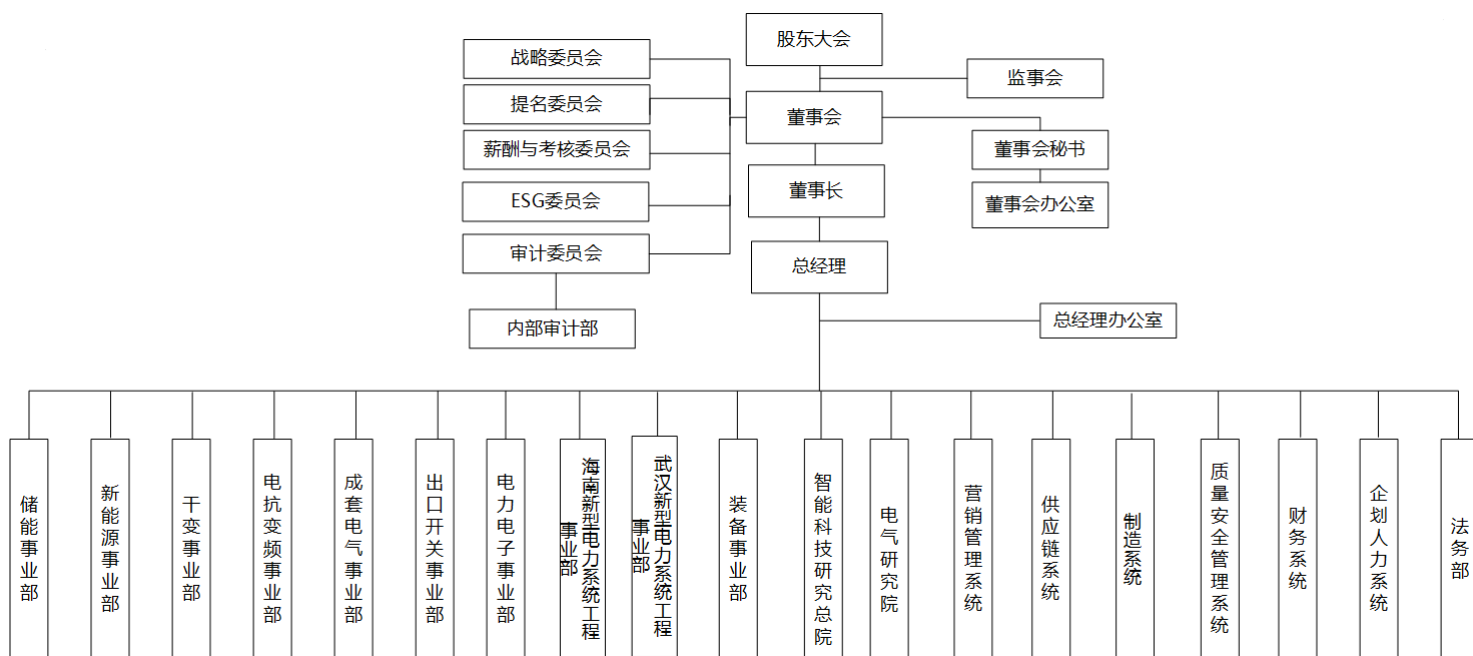 股东大会
战略委员会
监事会
提名委员会
董事会
薪酬与考核委员会
董事会秘书
董事长
ESG委员会
董事会办公室
审计委员会
总经理
内部审计部
总经理办公室
储能事业部
新能源事业部
干变事业部
电抗变频事业部
成套电气事业部
出口开关事业部
电力电子事业部
海南新型电力系统工程
事业部
武汉新型电力系统工程
事业部
装备事业部
智能科技研究总院
电气研究院
营销管理系统
供应链系统
制造系统
质量安全管理系统
财务系统
企划人力系统
法务部